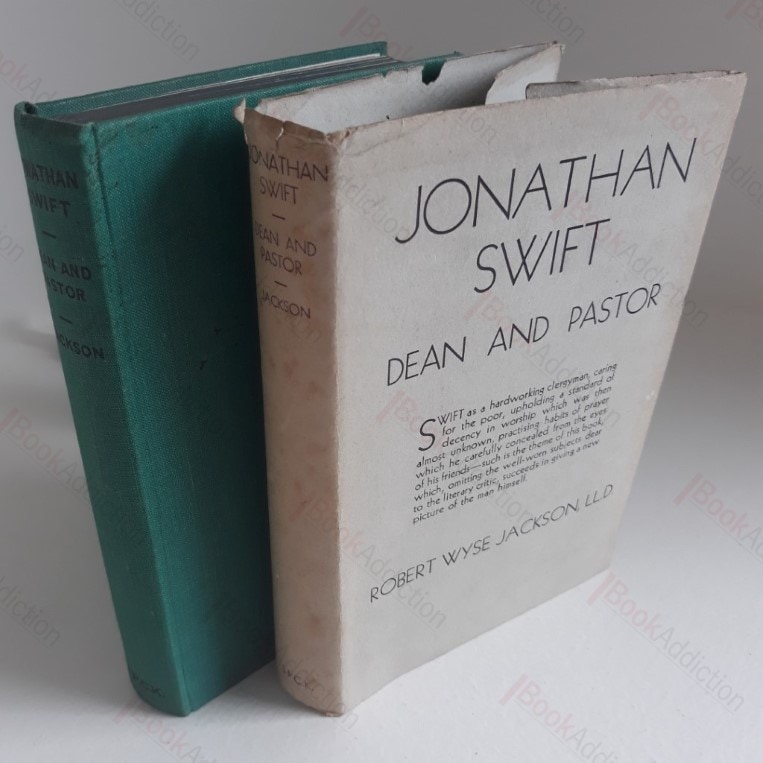 NATHAN
SWIFT
AN AND
STOR
CKSON
S.P.C.K.
JONATHAN
SWIFT
DEAN AND
PASTOR
JACKSON
S.P.C.K.
JONATHAN
SWIFT
DEAN AND PASTOR
SWIFT as a hardworking clergyman, caring
for the poor, upholding a standard of
decency in worship which was then
almost unknown, practising habits of prayer
which he carefully concealed from the eyes
of his friends—such is the theme of this book,
which, omitting the well-worn subjects dear
to the literary critic, succeeds in giving a new
picture of the man himself.
ROBERT WYSE JACKSON, LL.D.
BookAddiction